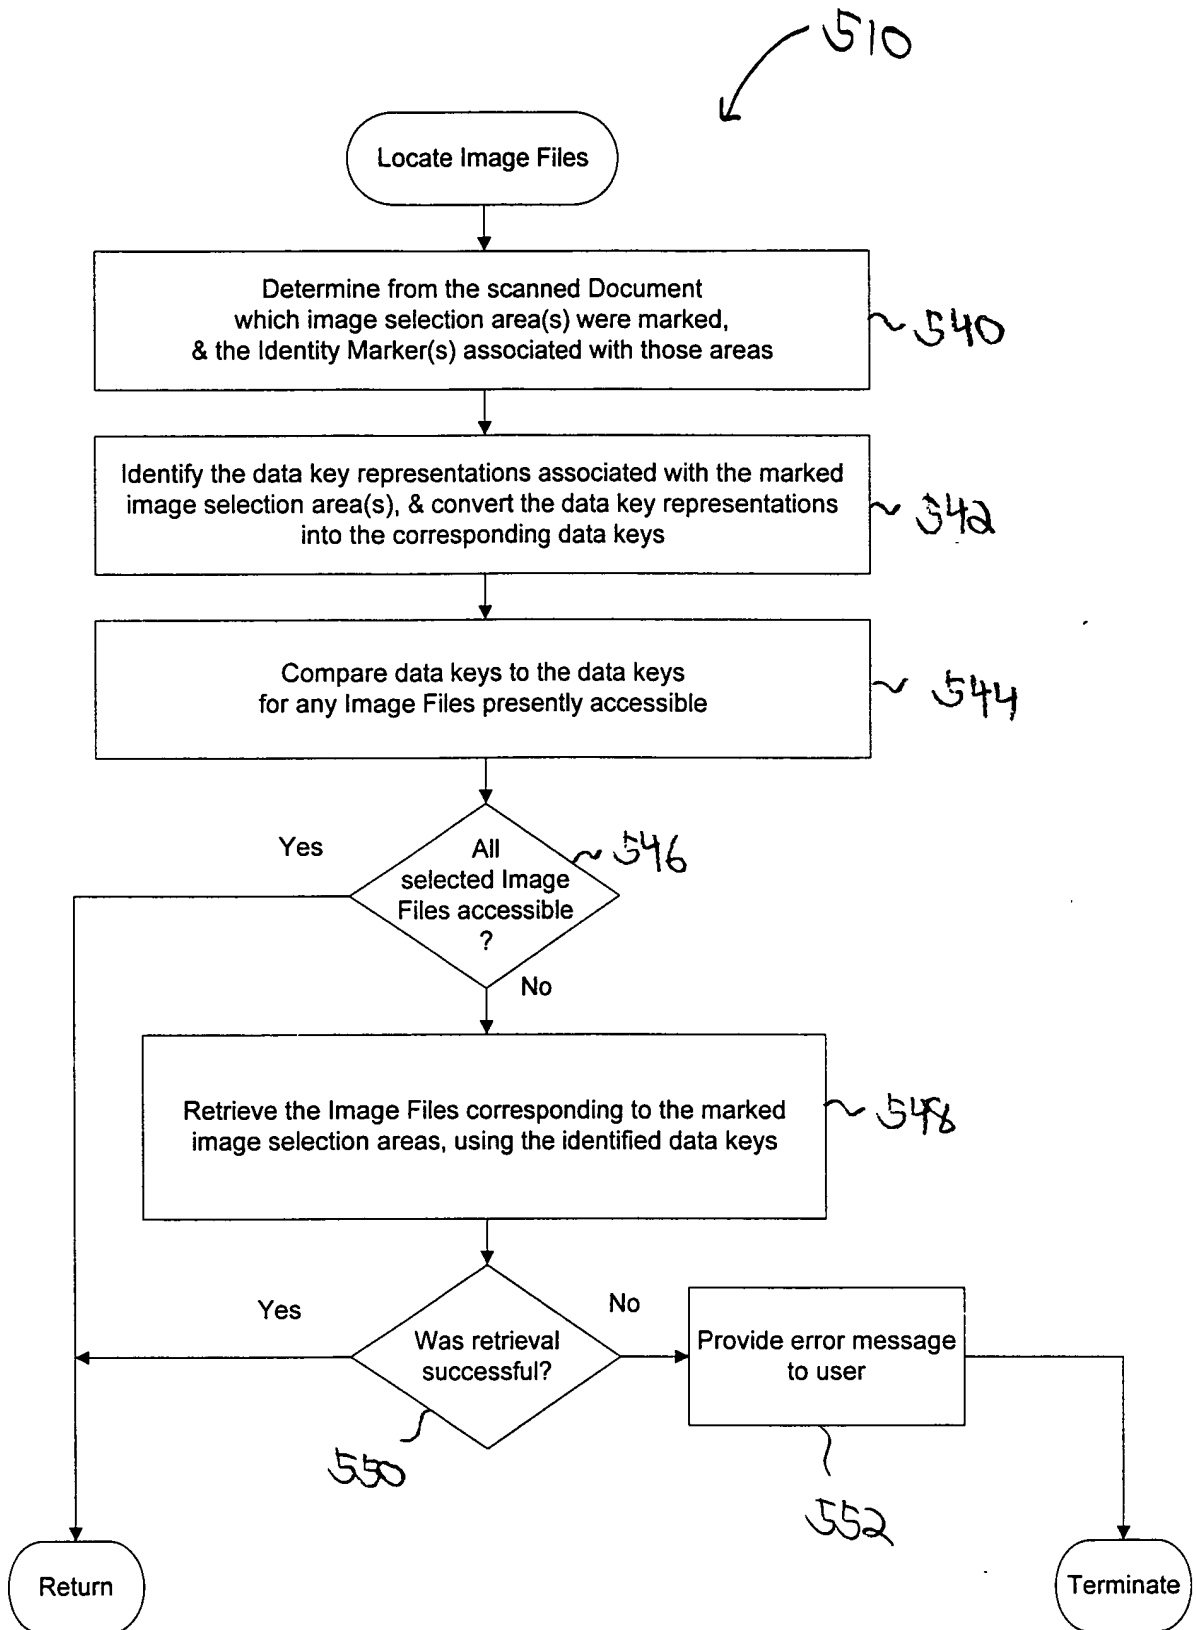 510
Locate Image Files
Determine from the scanned Document
which image selection area(s) were marked,
& the Identity Marker(s) associated with those areas
540
Identify the data key representations associated with the marked
image selection area(s), & convert the data key representations
into the corresponding data keys
542
Compare data keys to the data keys
for any Image Files presently accessible
544
Yes
All
selected Image
Files accessible
?
546
No
Retrieve the Image Files corresponding to the marked
image selection areas, using the identified data keys
548
Yes
Was retrieval
successful?
No
Provide error message
to user
550
552
Return
Terminate